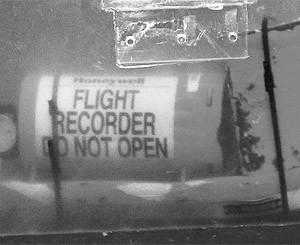 Honeywell
FLIGHT
RECORDER
DO NOT OPEN